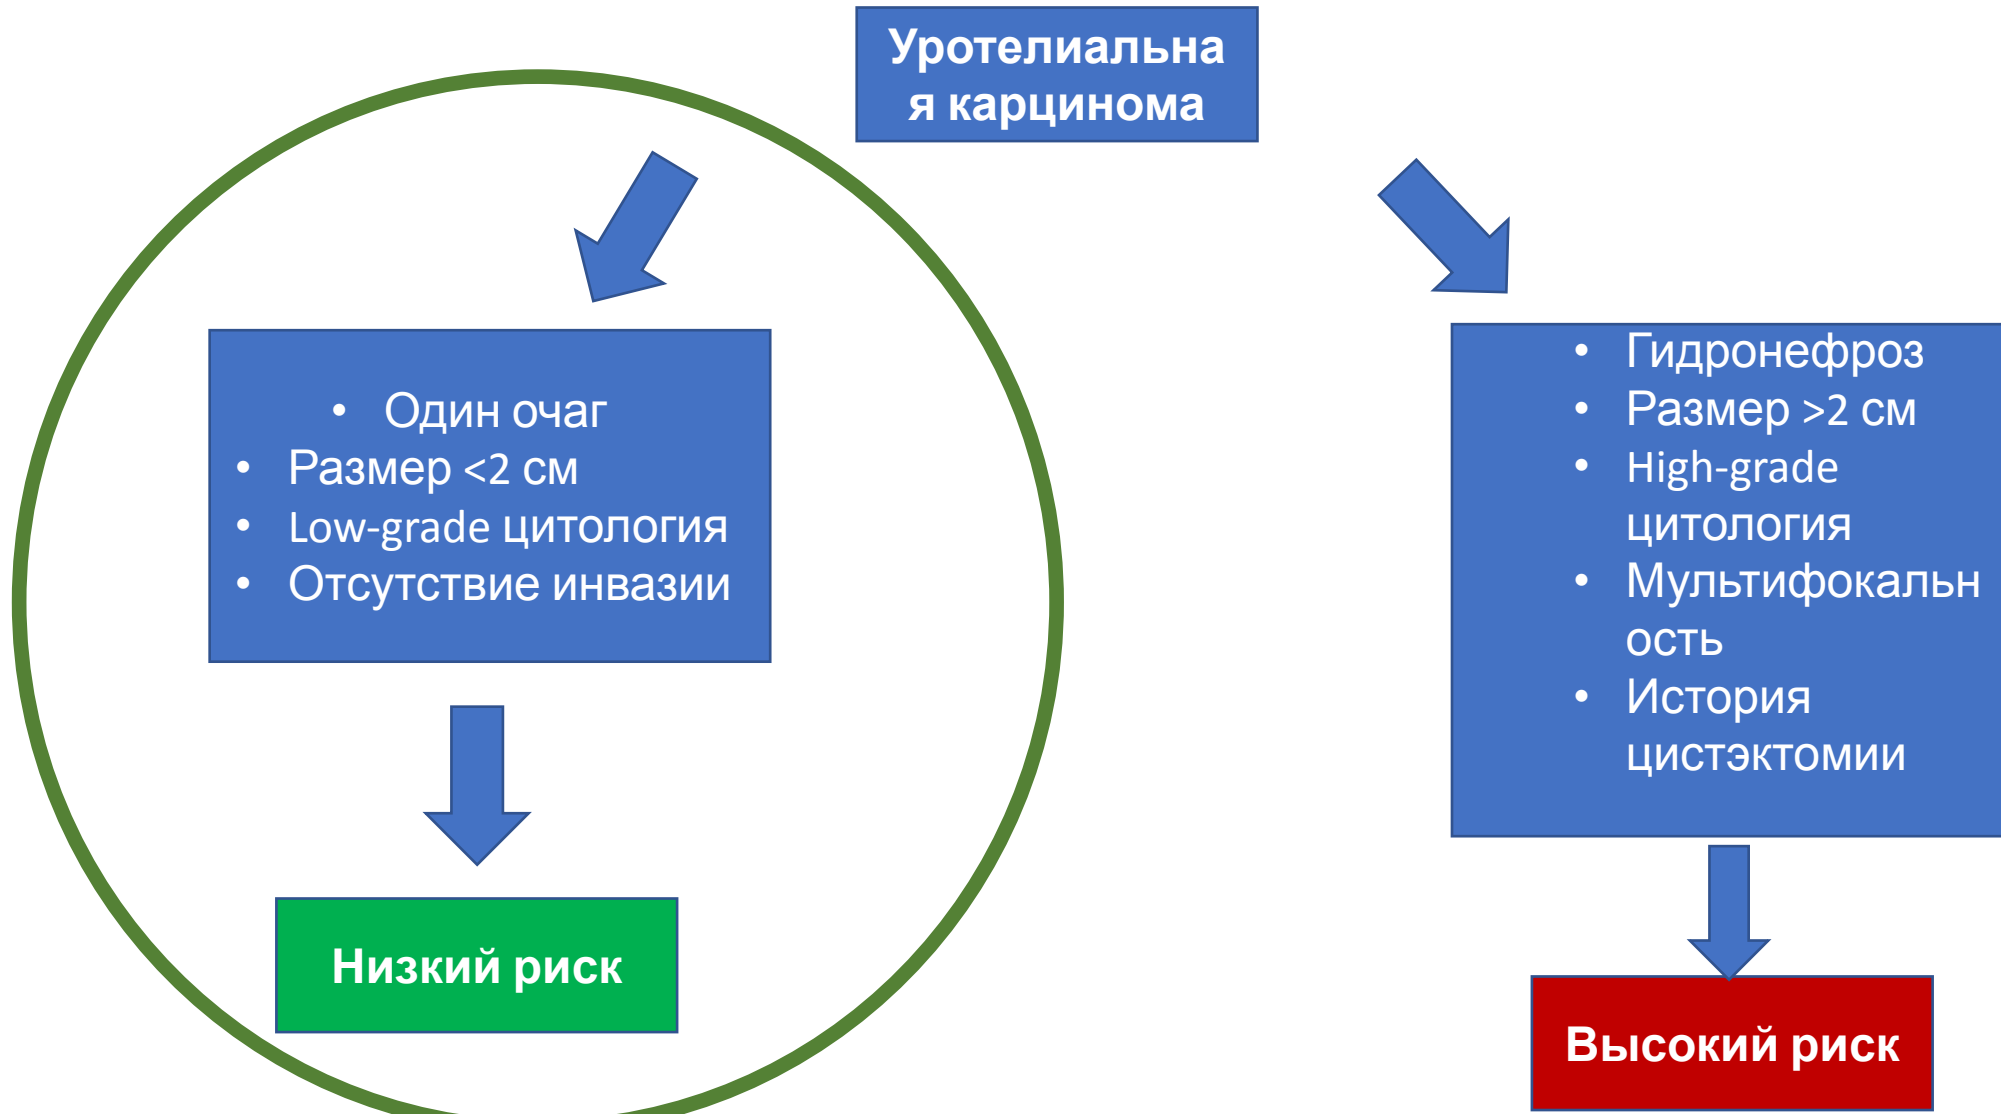 Уротелиальна
я карцинома
• Один очаг
• Размер <2 см
• Low-grade цитология
• Отсутствие инвазии
Низкий риск
• Гидронефроз
• Размер >2 см
• High-grade
цитология
• Мультифокальн
ость
• История
цистэктомии
Высокий риск